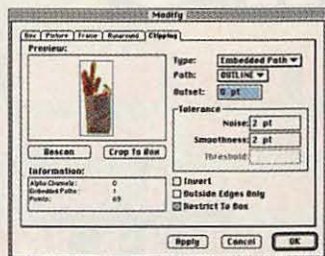 Modify
Box Picture Frame Runaround Clipping
Preview:
Type: Embedded Path
Path: OUTLINE
Outset: 0 pt
Tolerance
Noise: 2 pt
Smoothness: 2 pt
Threshold:
Rescan Crop To Box
Information:
Alpha Channels: 0
Embedded Paths: 1
Points: 69
Invert
Outside Edges Only
Restrict To Box
Apply Cancel OK